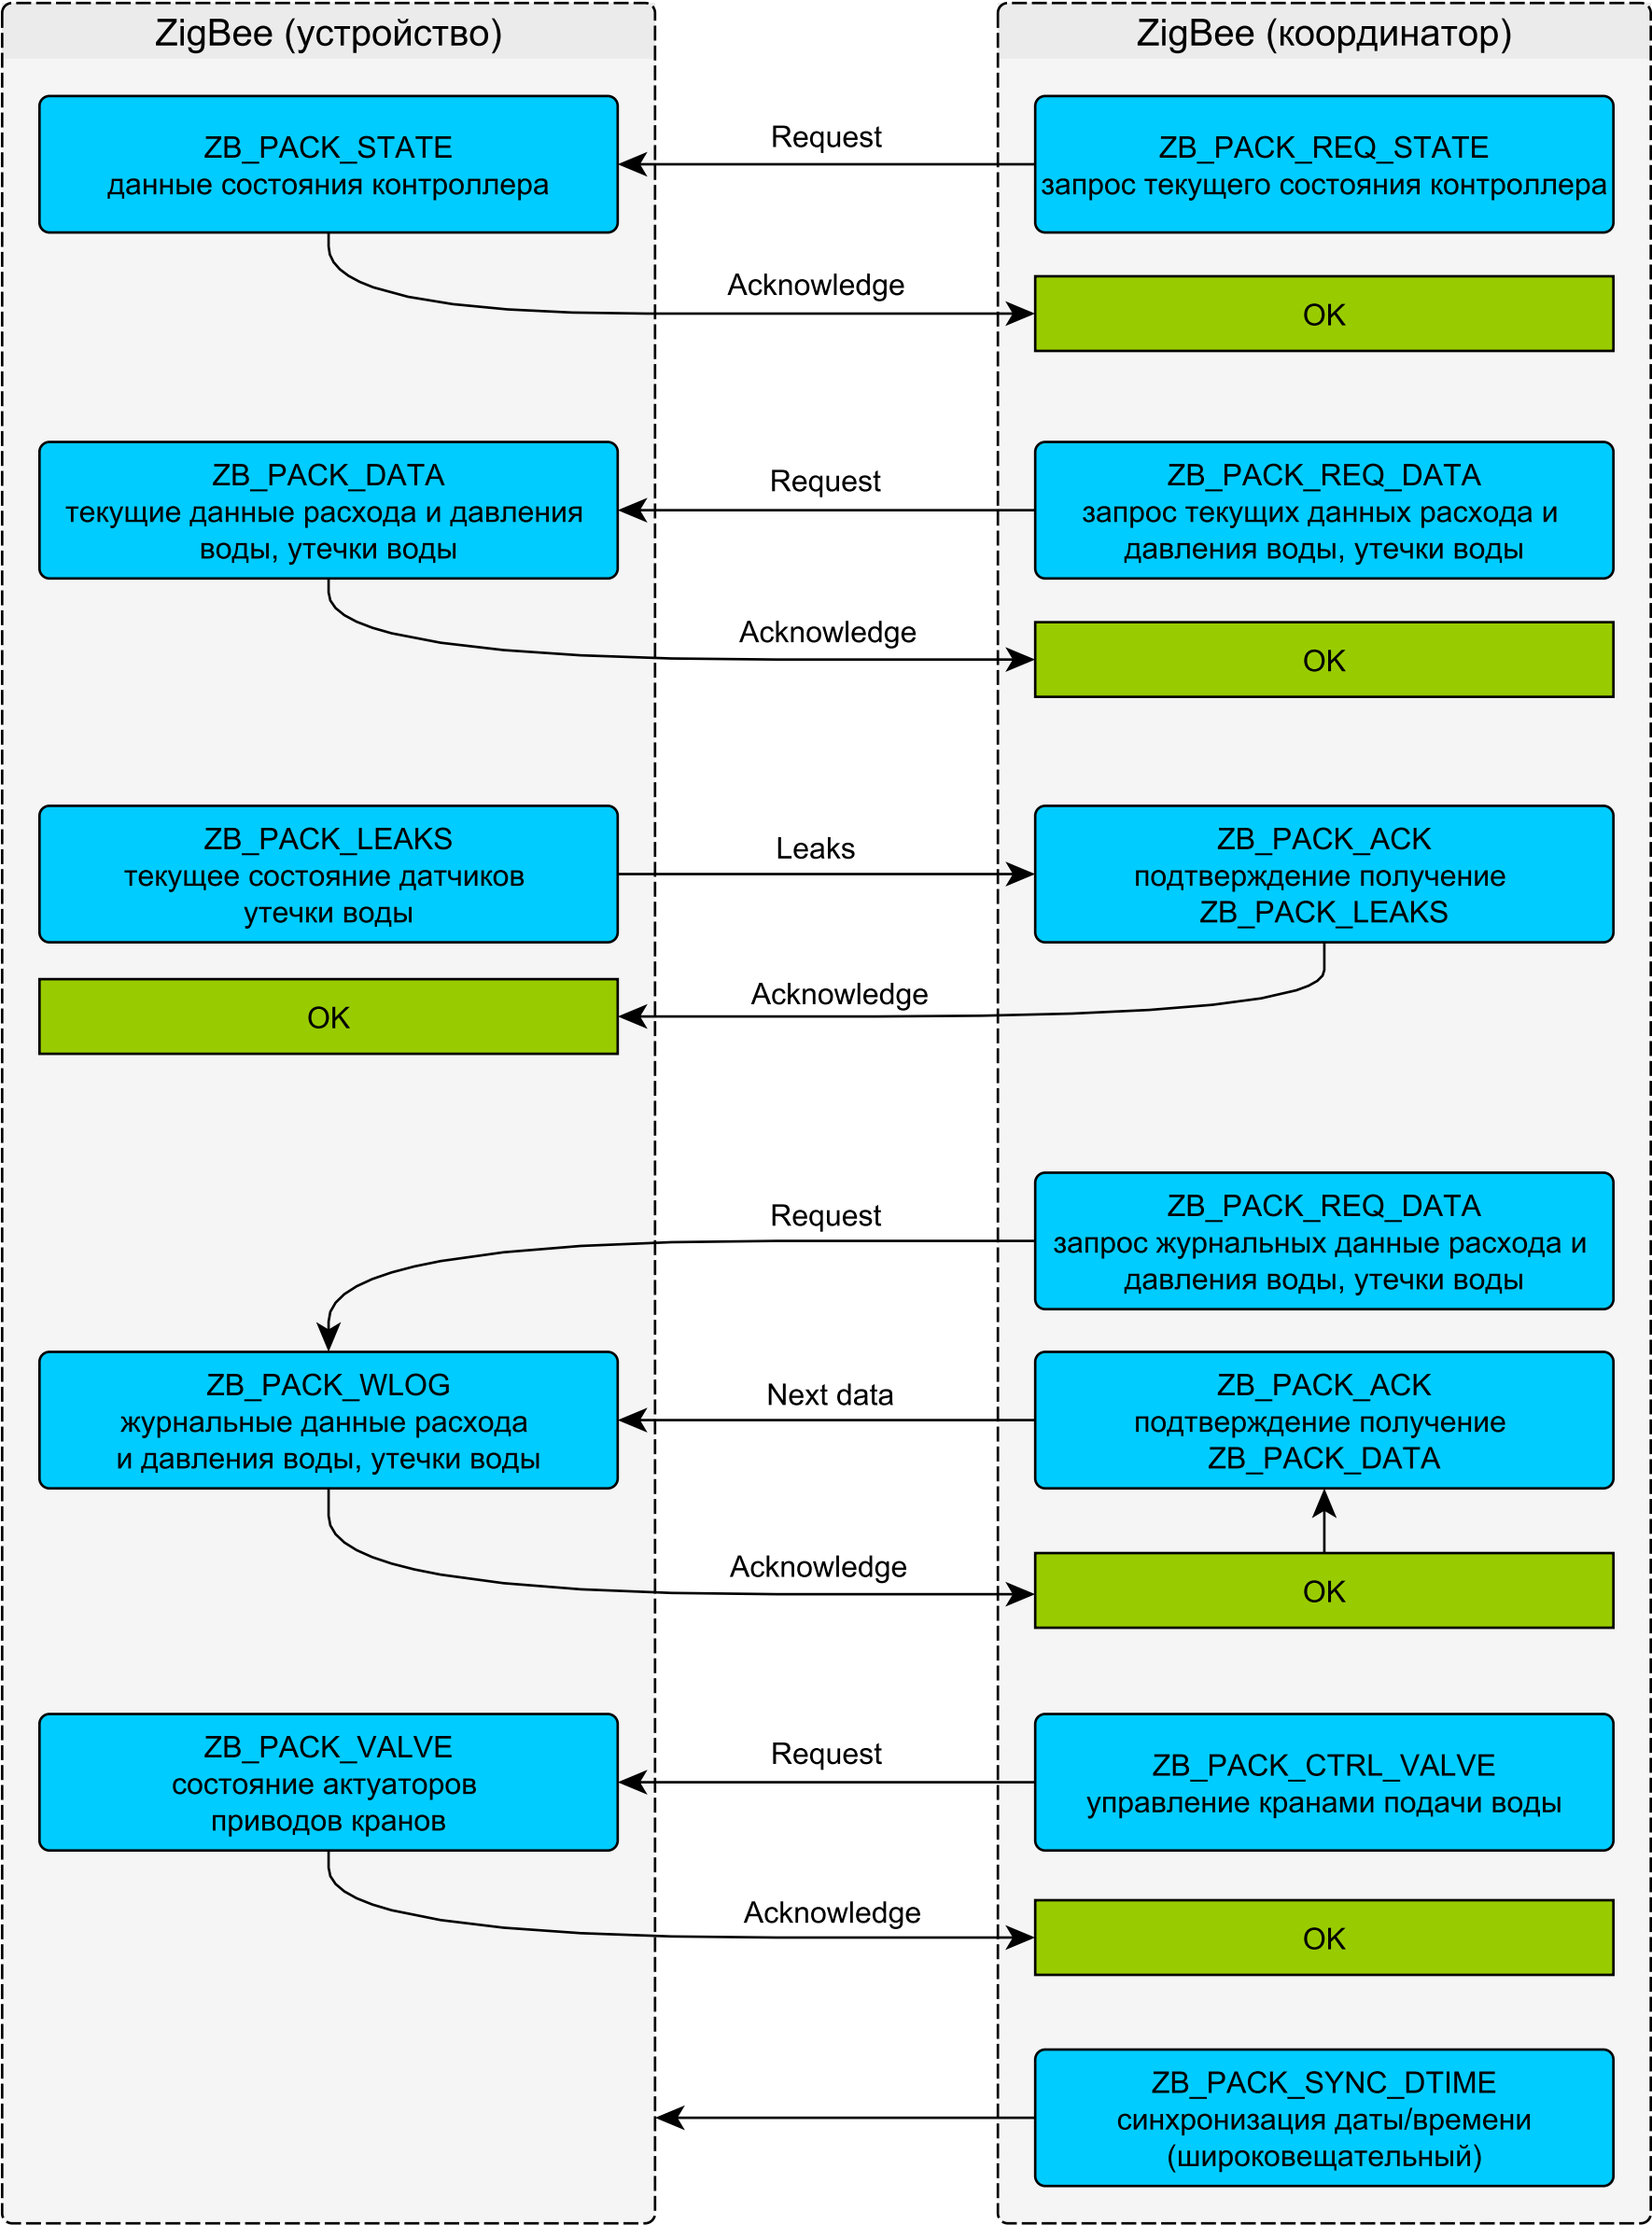 ZigBee (устройство)
ZigBee (координатор)
ZB_PACK_STATE
данные состояния контроллера
Request
ZB_PACK_REQ_STATE
запрос текущего состояния контроллера
Acknowledge
OK
ZB_PACK_DATA
текущие данные расхода и давления
воды, утечки воды
Request
ZB_PACK_REQ_DATA
запрос текущих данных расхода и
давления воды, утечки воды
Acknowledge
OK
ZB_PACK_LEAKS
текущее состояние датчиков
утечки воды
Leaks
ZB_PACK_ACK
подтверждение получение
ZB_PACK_LEAKS
OK
Acknowledge
Request
ZB_PACK_REQ_DATA
запрос журнальных данные расхода и
давления воды, утечки воды
ZB_PACK_WLOG
журнальные данные расхода
и давления воды, утечки воды
Next data
ZB_PACK_ACK
подтверждение получение
ZB_PACK_DATA
Acknowledge
OK
ZB_PACK_VALVE
состояние актуаторов
приводов кранов
Request
ZB_PACK_CTRL_VALVE
управление кранами подачи воды
Acknowledge
OK
ZB_PACK_SYNC_DTIME
синхронизация даты/времени
(широковещательный)